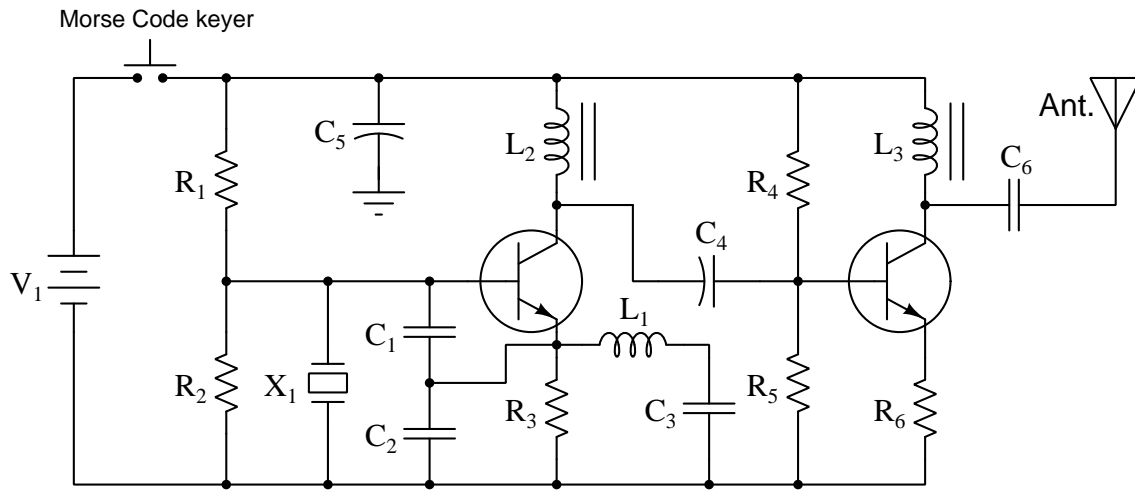 Morse Code keyer
Ant.
C5
L2
L3
C6
R1
R4
C4
V1
L1
C1
R2
X1
R3
C3
R5
R6
C2